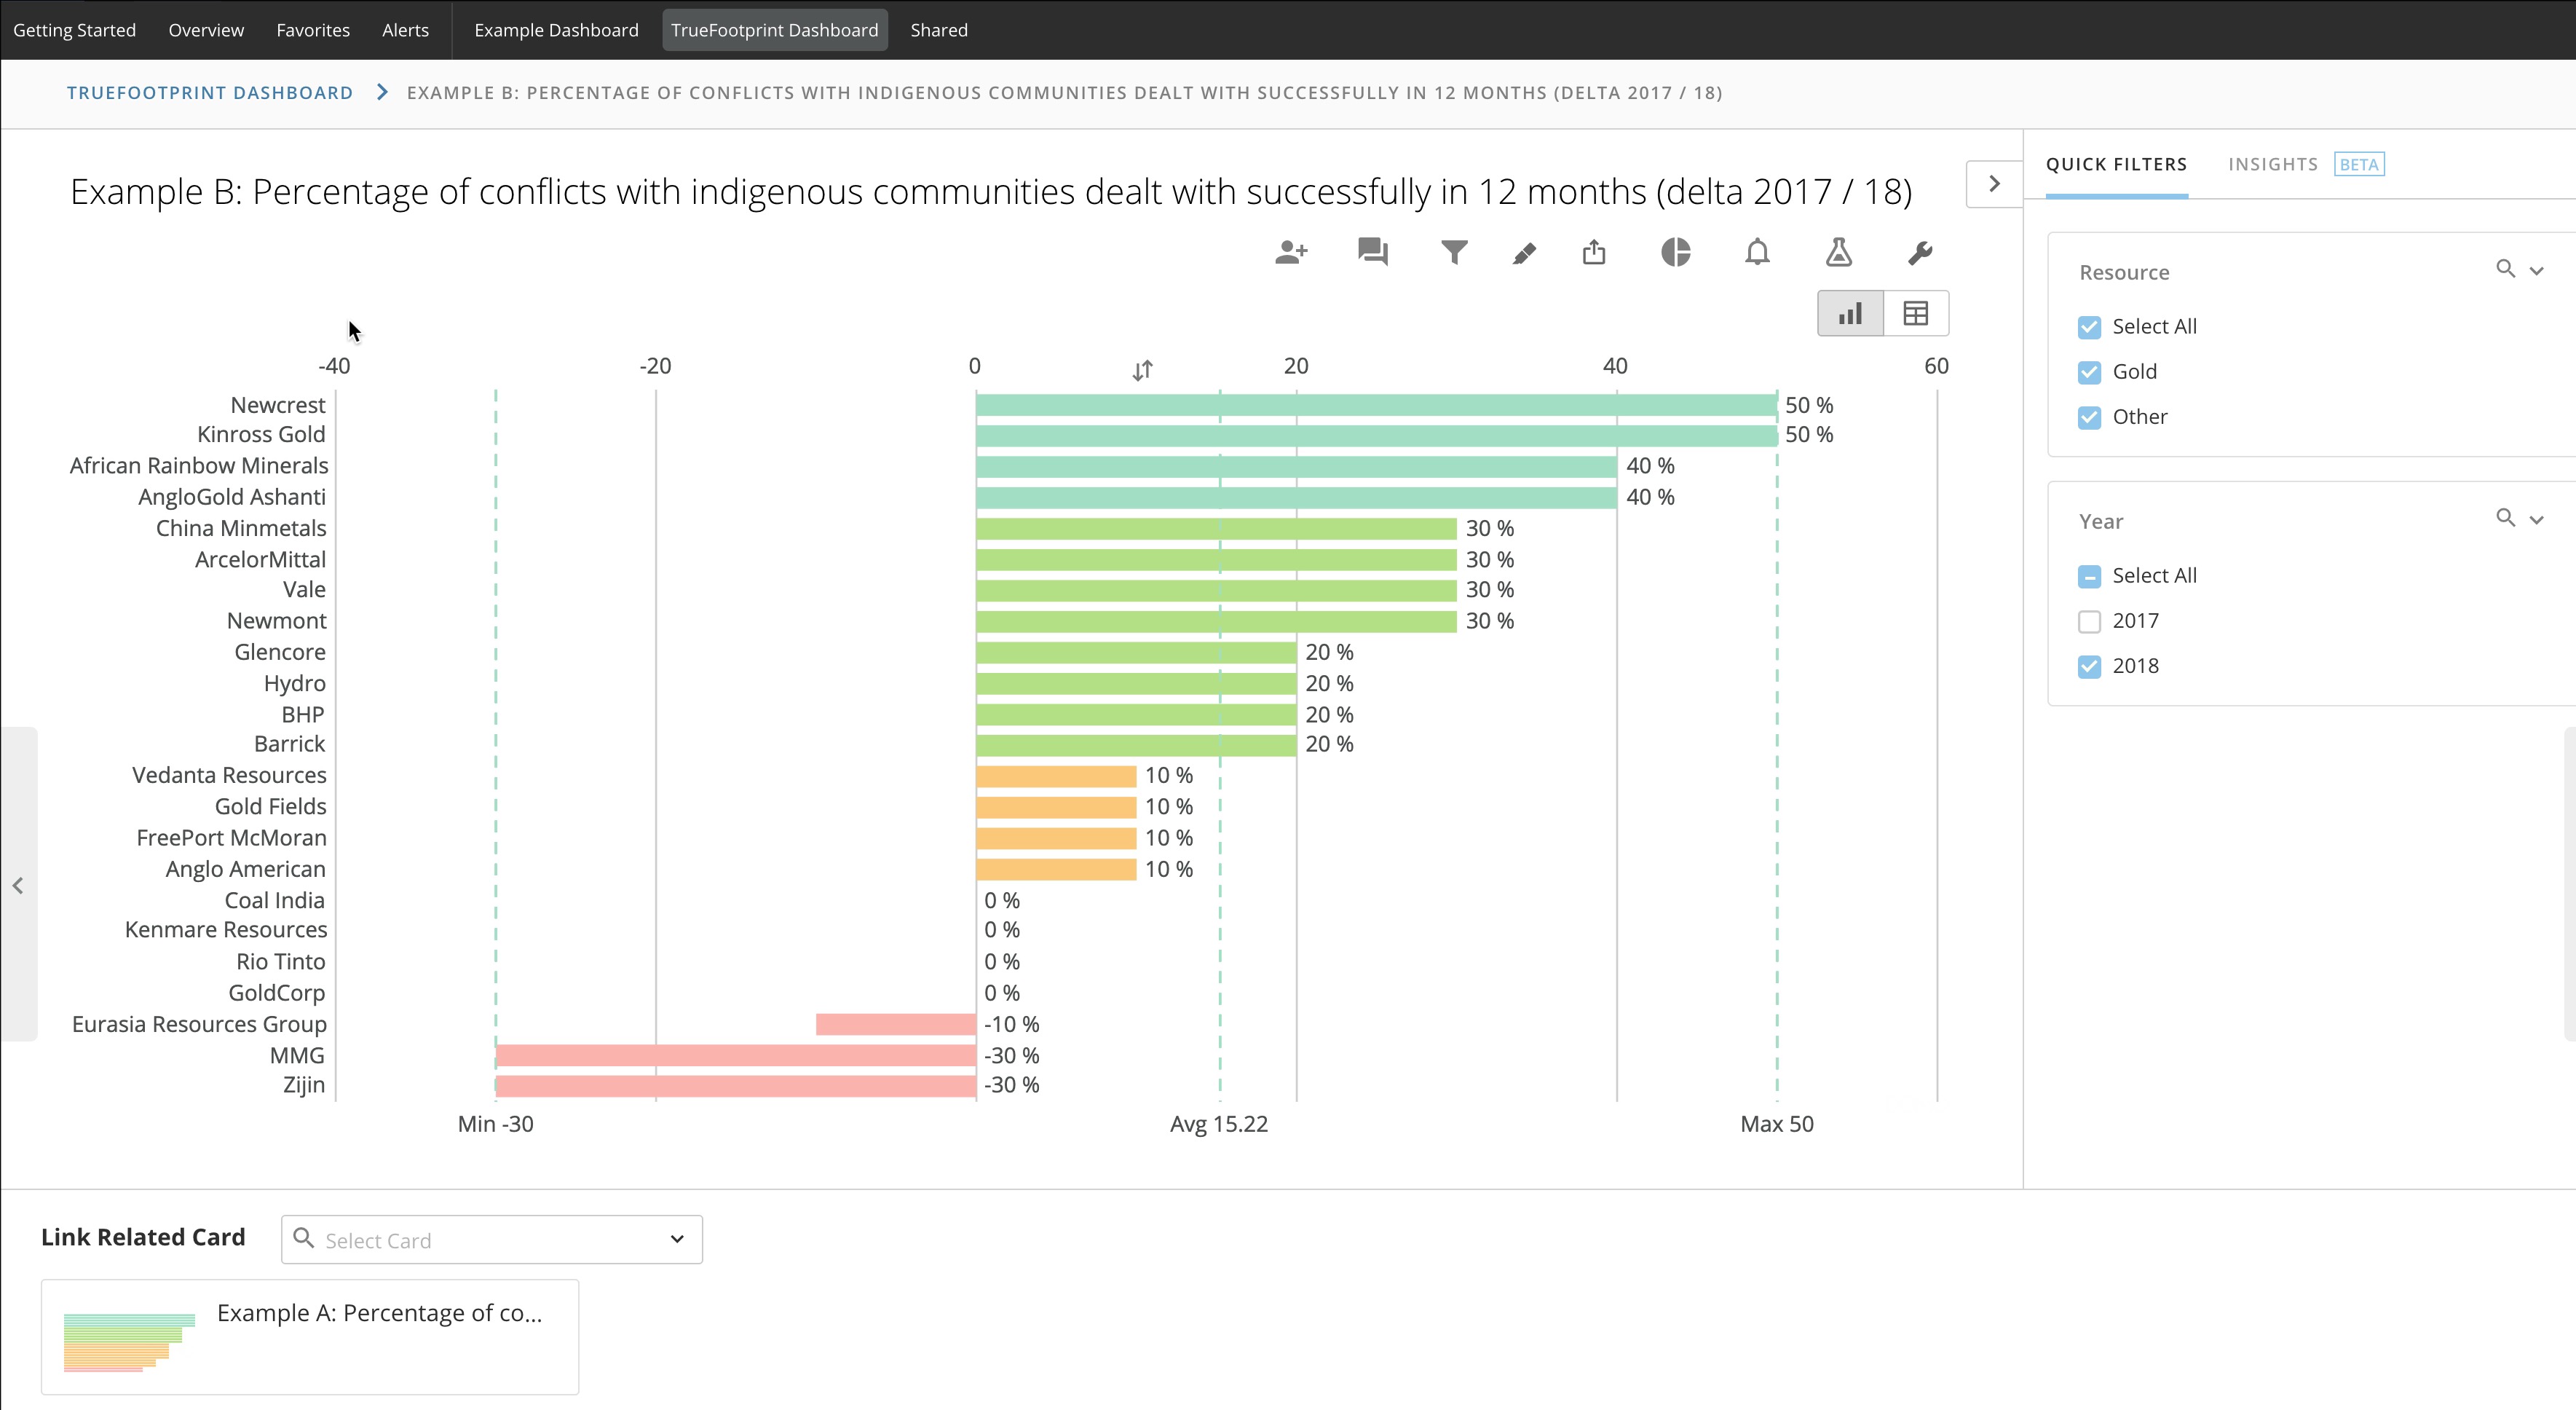 Getting Started Overview Favorites Alerts Example Dashboard TrueFootprint Dashboard Shared
TRUEFOOTPRINT DASHBOARD > EXAMPLE B: PERCENTAGE OF CONFLICTS WITH INDIGENOUS COMMUNITIES DEALT WITH SUCCESSFULLY IN 12 MONTHS (DELTA 2017 / 18)
Example B: Percentage of conflicts with indigenous communities dealt with successfully in 12 months (delta 2017 / 18)
-40 -20 0 20 40 60
Newcrest 50 %
Kinross Gold 50 %
African Rainbow Minerals 40 %
AngloGold Ashanti 40 %
China Minmetals 30 %
ArcelorMittal 30 %
Vale 30 %
Newmont 30 %
Glencore 20 %
Hydro 20 %
BHP 20 %
Barrick 20 %
Vedanta Resources 10 %
Gold Fields 10 %
FreePort McMoran 10 %
Anglo American 10 %
Coal India 0 %
Kenmare Resources 0 %
Rio Tinto 0 %
GoldCorp 0 %
Eurasia Resources Group -10 %
MMG -30 %
Zijin -30 %
Min -30 Avg 15.22 Max 50
QUICK FILTERS INSIGHTS BETA
Resource
Select All
Gold
Other
Year
Select All
2017
2018
Link Related Card Select Card
Example A: Percentage of co...